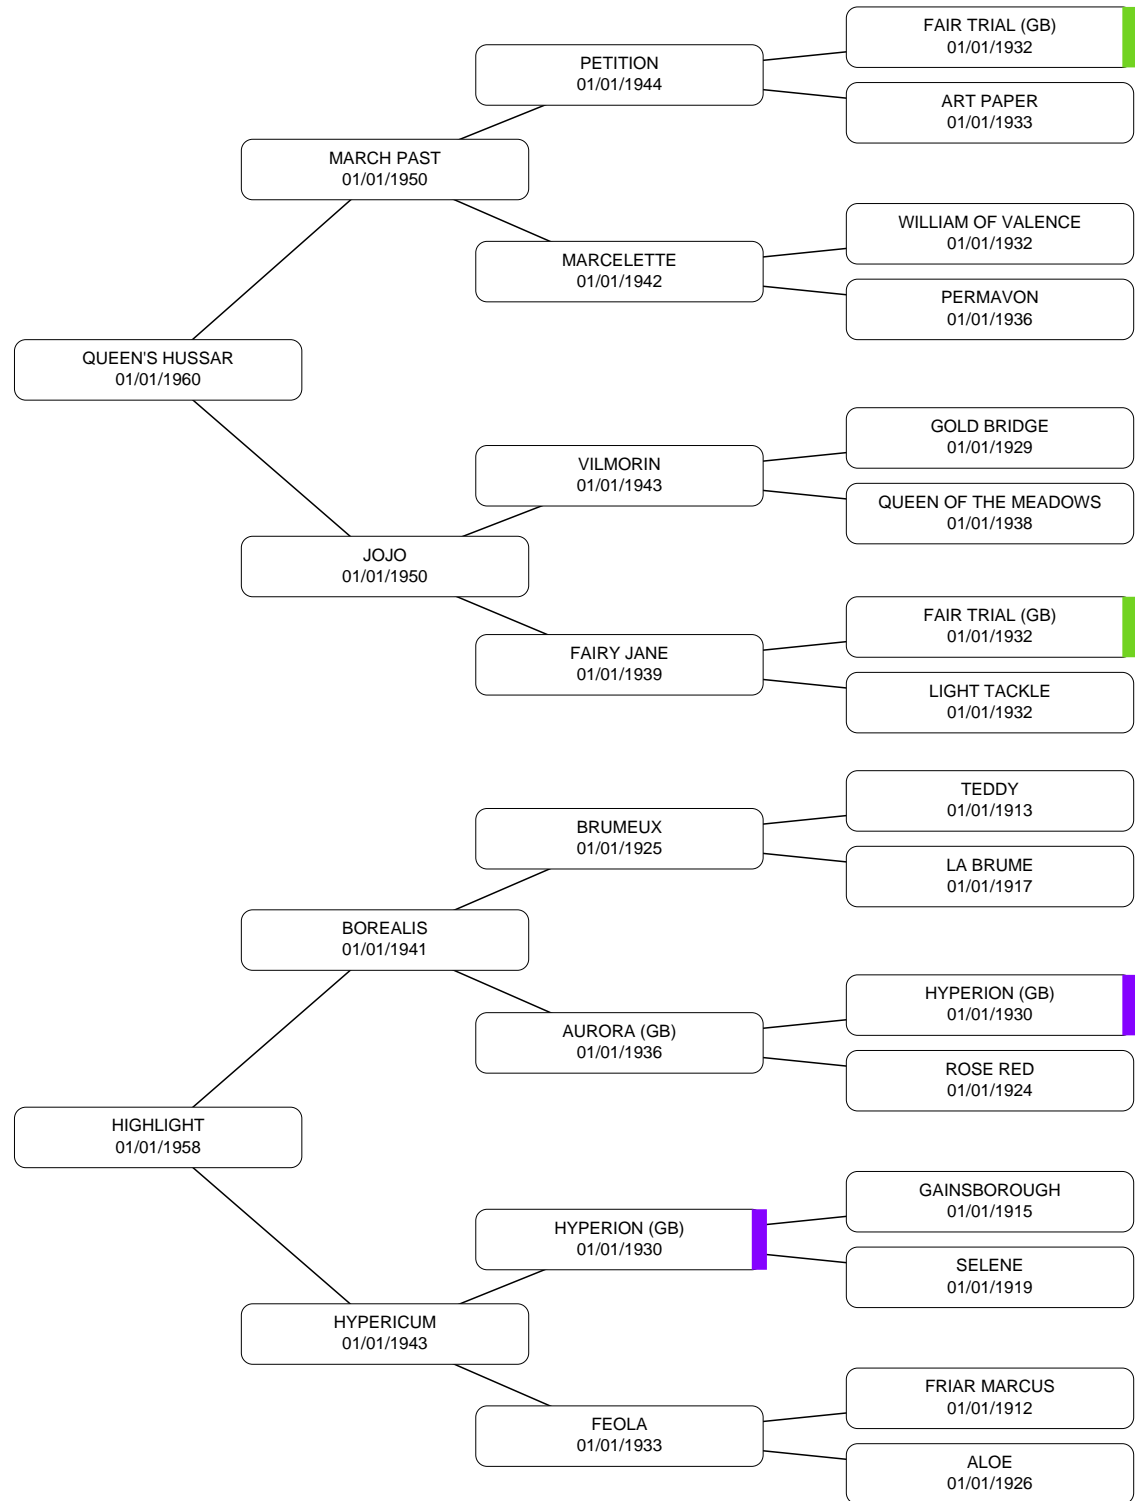 FAIR TRIAL (GB)
01/01/1932
PETITION
01/01/1944
ART PAPER
01/01/1933
MARCH PAST
01/01/1950
WILLIAM OF VALENCE
01/01/1932
MARCELETTE
01/01/1942
PERMAVON
01/01/1936
QUEEN'S HUSSAR
01/01/1960
GOLD BRIDGE
01/01/1929
VILMORIN
01/01/1943
QUEEN OF THE MEADOWS
01/01/1938
JOJO
01/01/1950
FAIR TRIAL (GB)
01/01/1932
FAIRY JANE
01/01/1939
LIGHT TACKLE
01/01/1932
TEDDY
01/01/1913
BRUMEUX
01/01/1925
LA BRUME
01/01/1917
BOREALIS
01/01/1941
HYPERION (GB)
01/01/1930
AURORA (GB)
01/01/1936
ROSE RED
01/01/1924
HIGHLIGHT
01/01/1958
GAINSBOROUGH
01/01/1915
HYPERION (GB)
01/01/1930
SELENE
01/01/1919
HYPERICUM
01/01/1943
FRIAR MARCUS
01/01/1912
FEOLA
01/01/1933
ALOE
01/01/1926